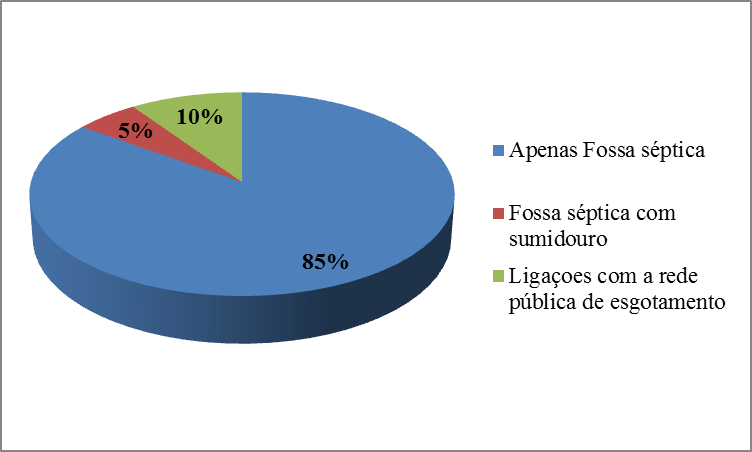 10%
5%
85%
Apenas Fossa séptica
Fossa séptica com
sumidouro
Ligaçoes com a rede
pública de esgotamento